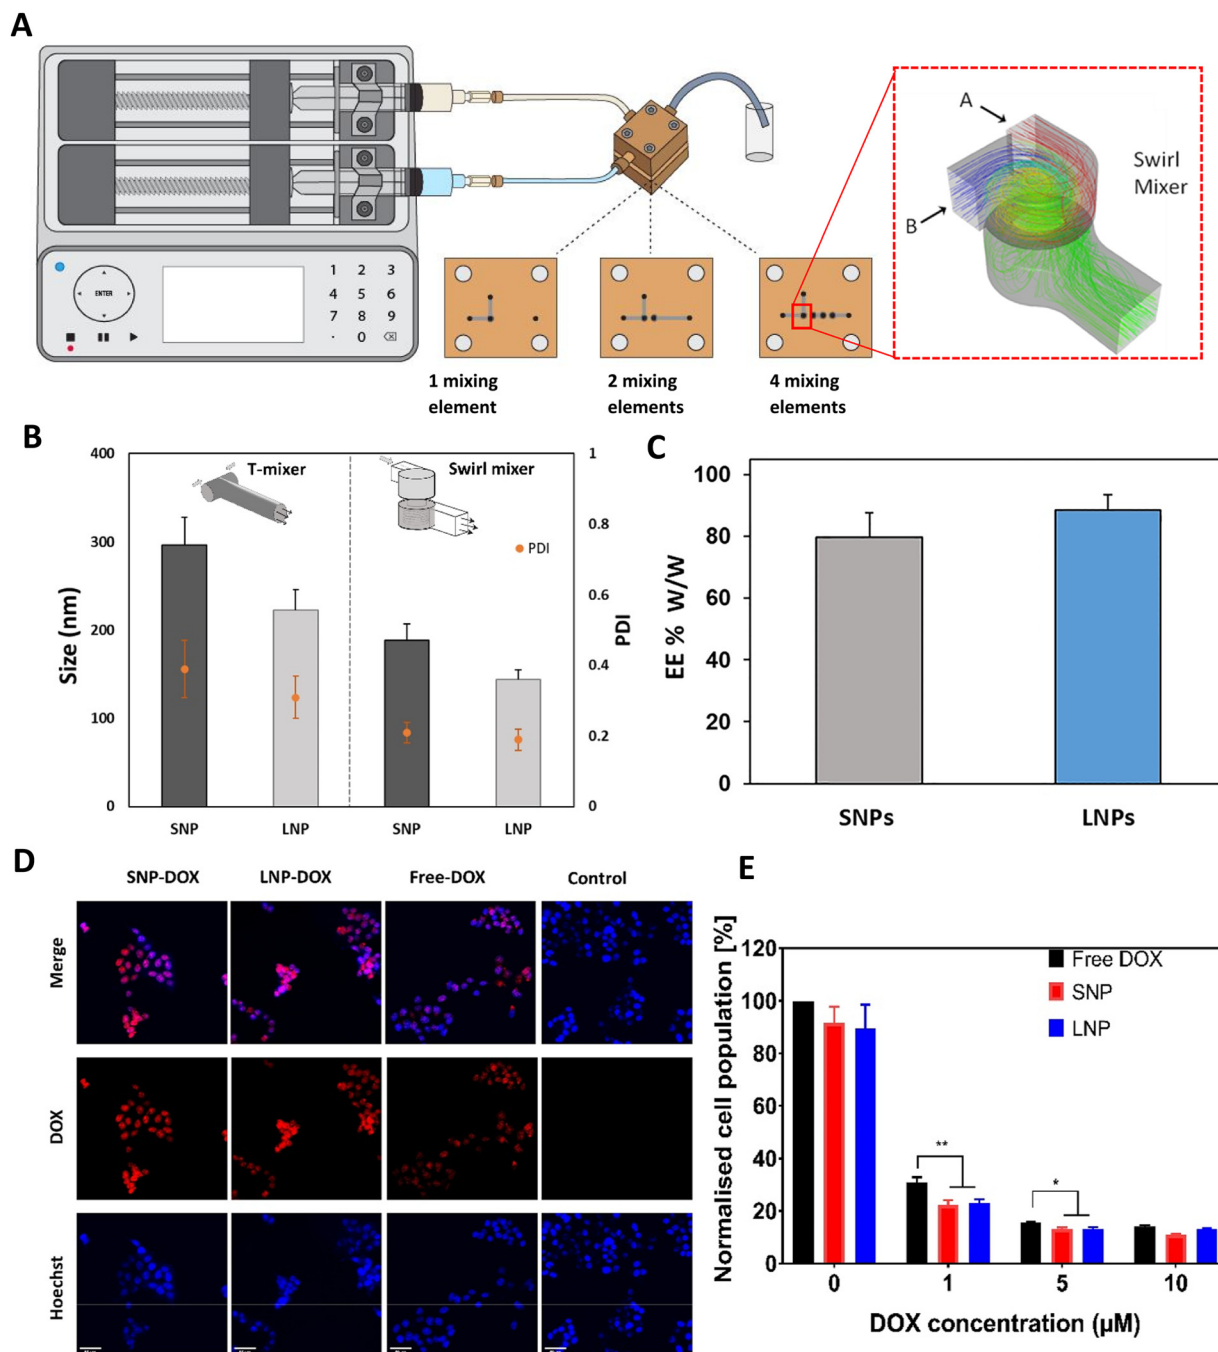 A
ENTER
1 2 3
4 5 6
7 8 9
. 0
1 mixing
element
2 mixing
elements
4 mixing
elements
A
B
Swirl
Mixer
B
Size (nm)
400
300
200
100
0
T-mixer
Swirl mixer
PDI
1
0.8
0.6
0.4
0.2
0
PDI
SNP
LNP
SNP
LNP
C
EE % W/W
100
80
60
40
20
0
SNPs
LNPs
D
SNP-DOX
LNP-DOX
Free-DOX
Control
Merge
DOX
Hoechst
E
Normalised cell population [%]
120
100
80
60
40
20
0
Free DOX
SNP
LNP
**
*
0
1
5
10
DOX concentration (µM)